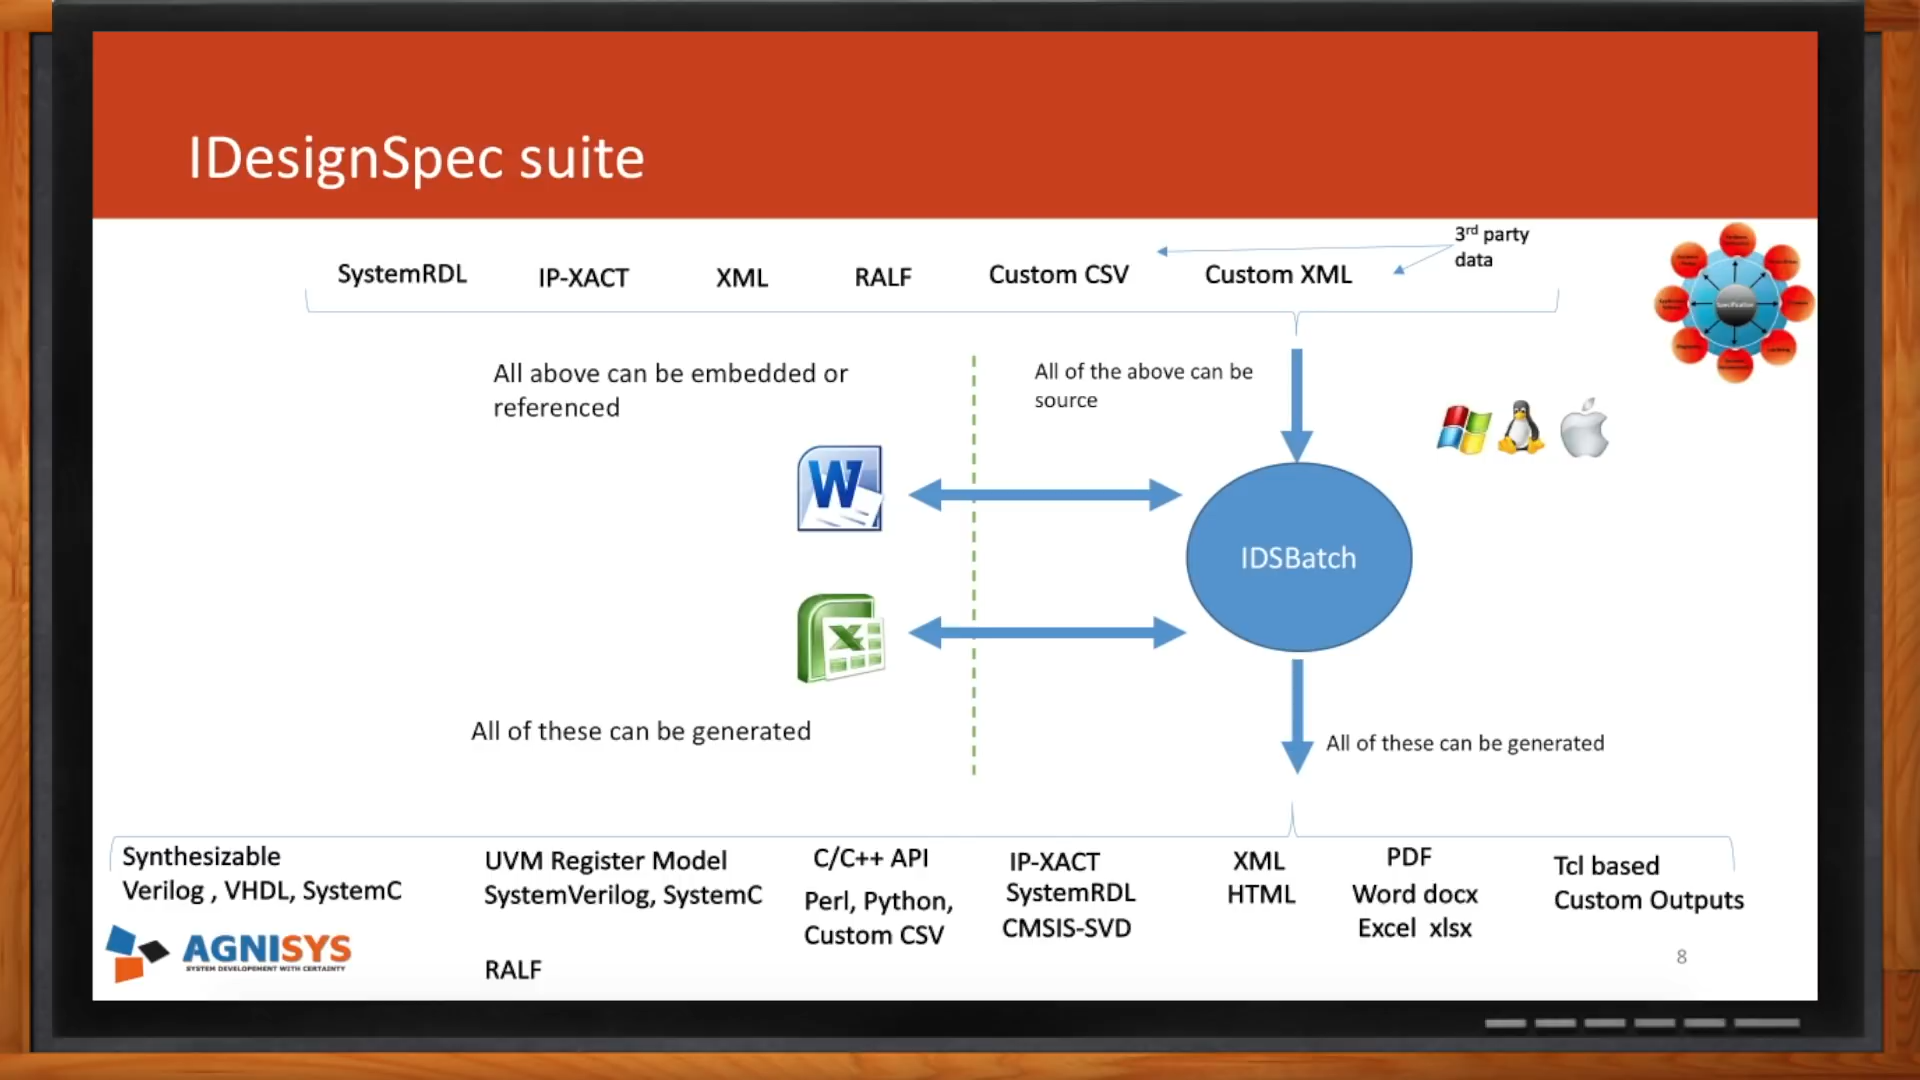 IDesignSpec suite
3rd party
data
SystemRDL
IP-XACT
XML
RALF
Custom CSV
Custom XML
All above can be embedded or
referenced
All of the above can be
source
Specification
W
X
IDSBatch
All of these can be generated
All of these can be generated
Synthesizable
Verilog , VHDL, SystemC
UVM Register Model
SystemVerilog, SystemC
RALF
C/C++ API
Perl, Python,
Custom CSV
IP-XACT
SystemRDL
CMSIS-SVD
XML
HTML
PDF
Word docx
Excel xlsx
Tcl based
Custom Outputs
AGNISYS
SYSTEM DEVELOPEMENT WITH CERTAINTY
8